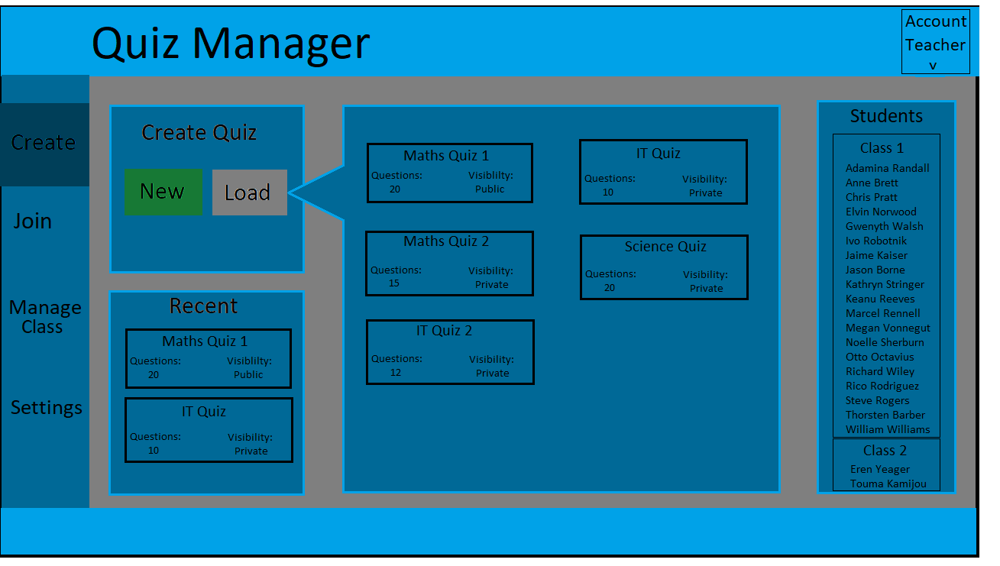 Quiz Manager
Account
Teacher
v
Create
Join
Manage
Class
Settings
Create Quiz
New
Load
Recent
Maths Quiz 1
Questions: Visiblilty:
20 Public
IT Quiz
Questions: Visibility:
10 Private
Maths Quiz 1
Questions: Visiblilty:
20 Public
IT Quiz
Questions: Visibility:
10 Private
Maths Quiz 2
Questions: Visibility:
15 Private
Science Quiz
Questions: Visibility:
20 Private
IT Quiz 2
Questions: Visibility:
12 Private
Students
Class 1
Adamina Randall
Anne Brett
Chris Pratt
Elvin Norwood
Gwenyth Walsh
Ivo Robotnik
Jaime Kaiser
Jason Borne
Kathryn Stringer
Keanu Reeves
Marcel Rennell
Megan Vonnegut
Noelle Sherburn
Otto Octavius
Richard Wiley
Rico Rodriguez
Steve Rogers
Thorsten Barber
William Williams
Class 2
Eren Yeager
Touma Kamijou